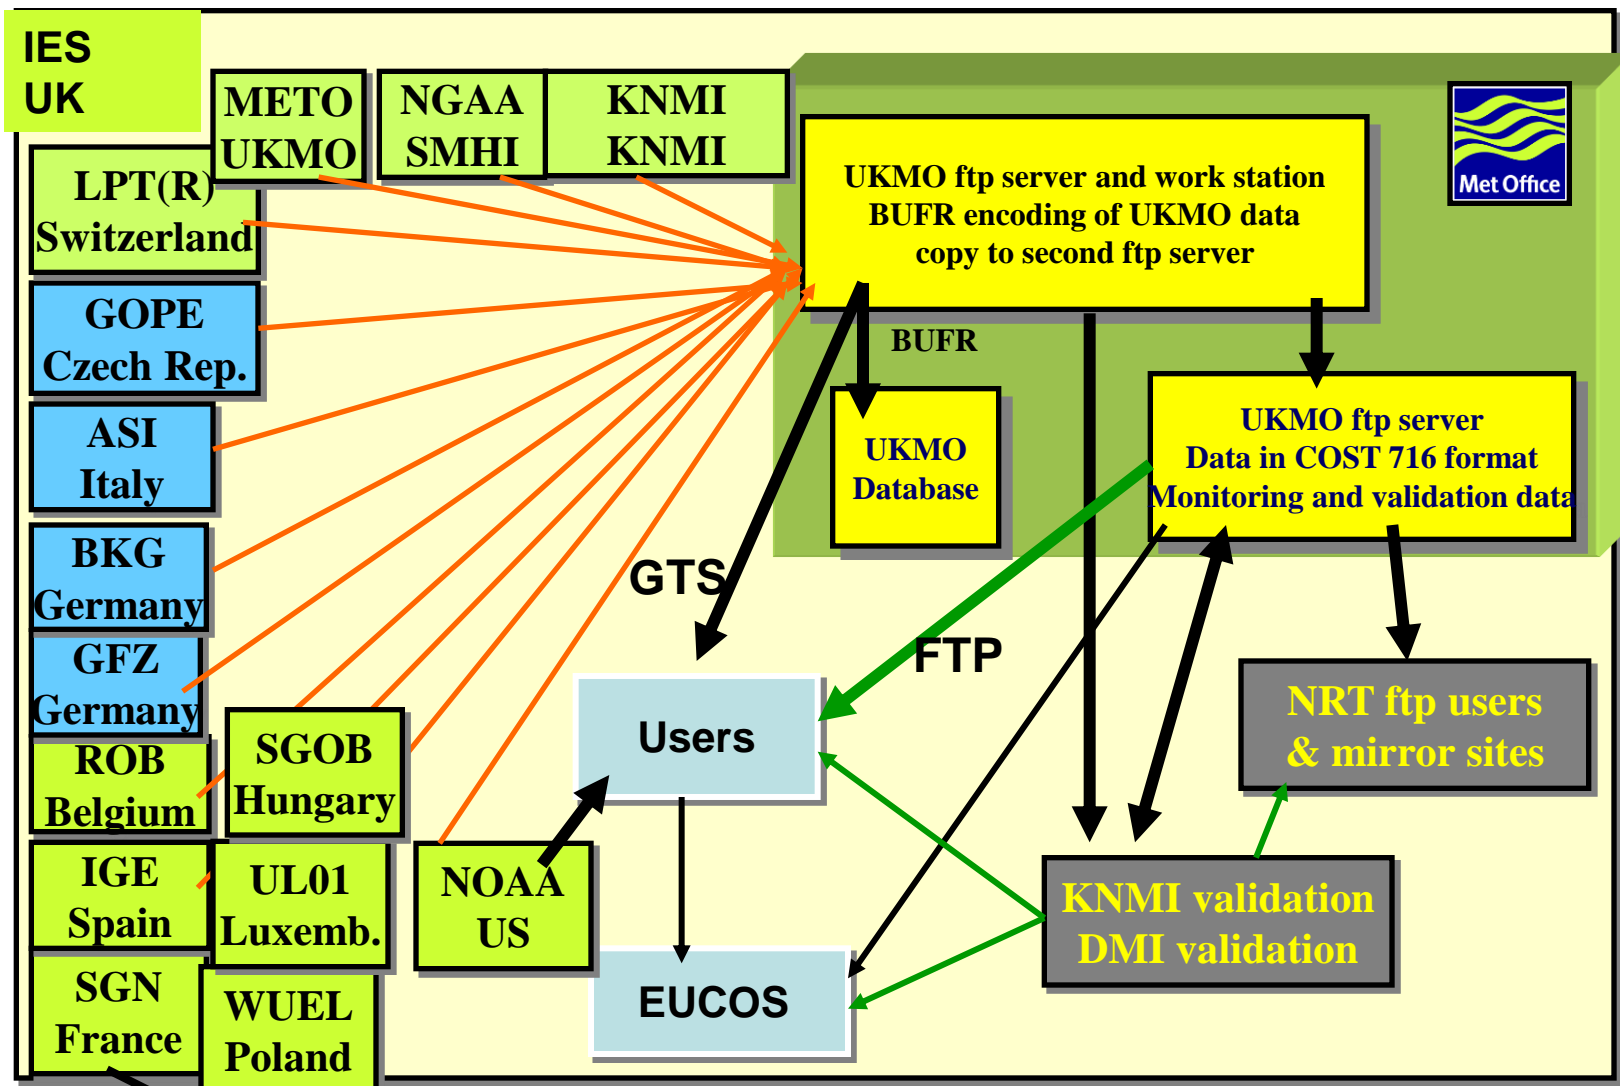 IES
UK
METO
UKMO
NGAA
SMHI
KNMI
KNMI
LPT(R)
Switzerland
GOPE
Czech Rep.
ASI
Italy
BKG
Germany
GFZ
Germany
ROB
Belgium
SGOB
Hungary
IGE
Spain
UL01
Luxemb.
SGN
France
WUEL
Poland
NOAA
US
UKMO ftp server and work station
BUFR encoding of UKMO data
copy to second ftp server
Met Office
BUFR
UKMO
Database
UKMO ftp server
Data in COST 716 format
Monitoring and validation data
GTS
FTP
Users
NRT ftp users
& mirror sites
KNMI validation
DMI validation
EUCOS